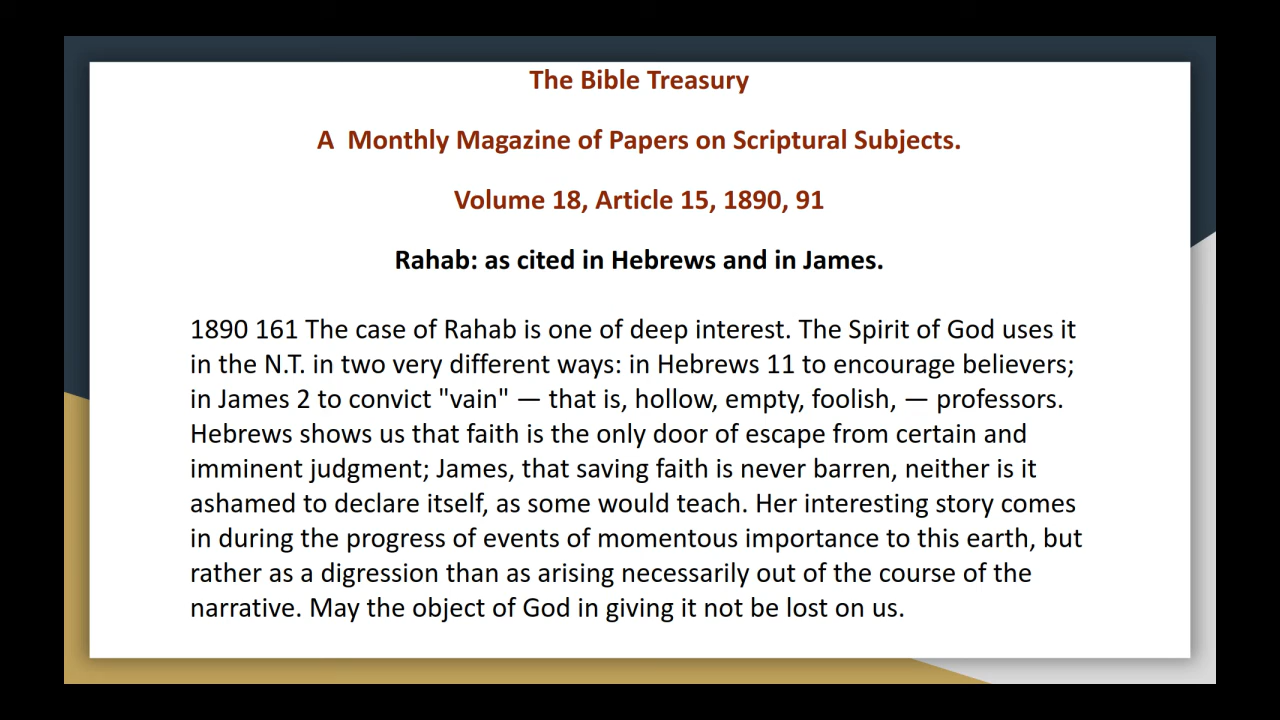 The Bible Treasury
A  Monthly Magazine of Papers on Scriptural Subjects.
Volume 18, Article 15, 1890, 91
Rahab: as cited in Hebrews and in James.
1890 161 The case of Rahab is one of deep interest. The Spirit of God uses it
in the N.T. in two very different ways: in Hebrews 11 to encourage believers;
in James 2 to convict "vain" — that is, hollow, empty, foolish, — professors.
Hebrews shows us that faith is the only door of escape from certain and
imminent judgment; James, that saving faith is never barren, neither is it
ashamed to declare itself, as some would teach. Her interesting story comes
in during the progress of events of momentous importance to this earth, but
rather as a digression than as arising necessarily out of the course of the
narrative. May the object of God in giving it not be lost on us.